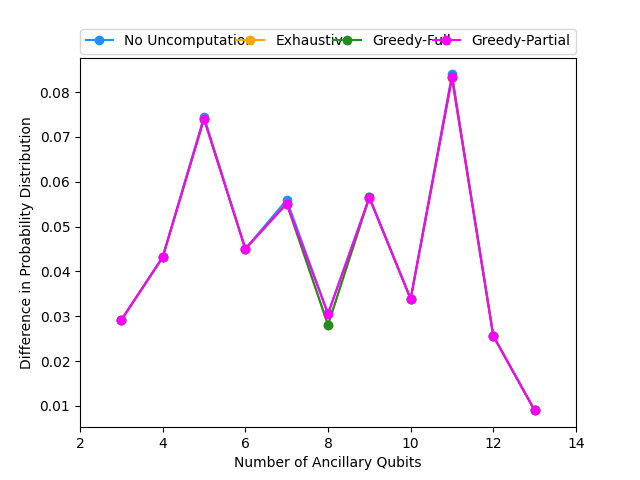 No Uncomputation Exhaustive Greedy-Full Greedy-Partial
0.08
0.07
0.06
0.05
0.04
0.03
0.02
0.01
Difference in Probability Distribution
2 4 6 8 10 12 14
Number of Ancillary Qubits